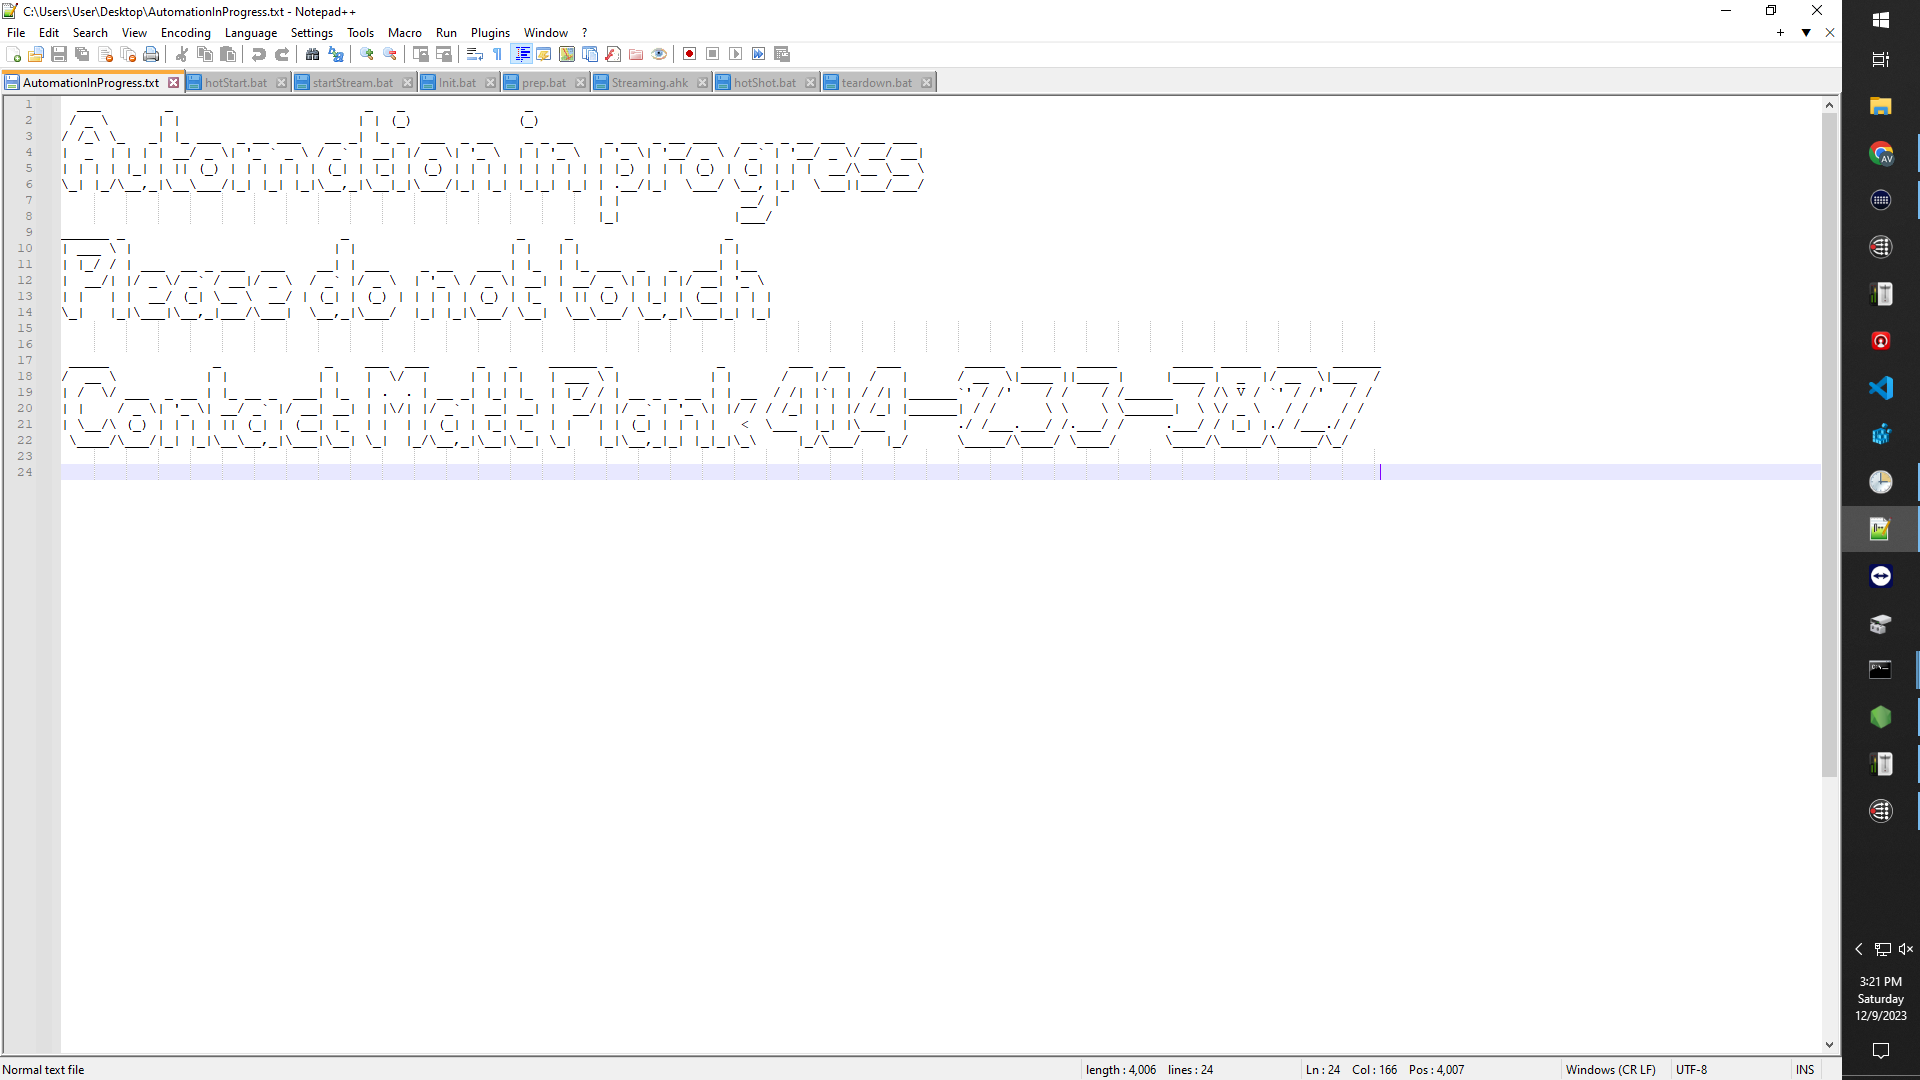 C:\Users\User\Desktop\AutomationInProgress.txt - Notepad++
File Edit Search View Encoding Language Settings Tools Macro Run Plugins Window ?
AutomationInProgress.txt hotStart.bat startStream.bat Init.bat prep.bat Streaming.ahk hotShot.bat teardown.bat
1
2
3
4
5
6
7
8
9
10
11
12
13
14
15
16
17
18
19
20
21
22
23
24
Automation in progress
Please do not touch
Contact Matt Plank 414-233-3827
Normal text file
length : 4,006 lines : 24
Ln : 24 Col : 166 Pos : 4,007
Windows (CR LF)
UTF-8
INS
AV
3:21 PM
Saturday
12/9/2023